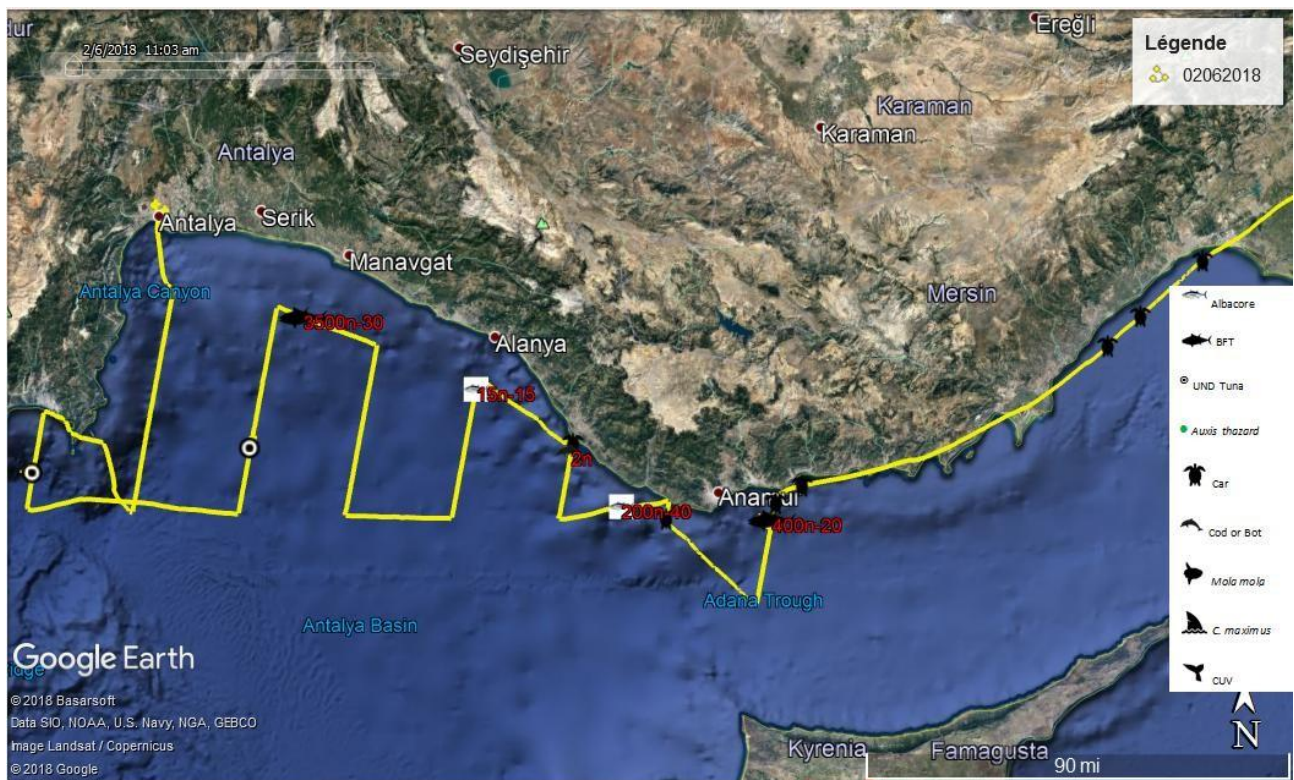 Ereğli
2/6/2018 11:03 am
Seydişehir
Légende
02062018
Karaman
Karaman
Antalya
Antalya
Serik
Manavgat
Antalya Canyon
Mersin
3500n-30
Alanya
15n-15
2n
Anamur
200n-40
400n-20
Adana Trough
Antalya Basin
Albacore
BFT
UND Tuna
Auxis thazard
Car
Cod or Bot
Mola mola
C. maximus
CUV
Google Earth
© 2018 Basarsoft
Data SIO, NOAA, U.S. Navy, NGA, GEBCO
Image Landsat / Copernicus
© 2018 Google
Kyrenia
Famagusta
N
90 mi